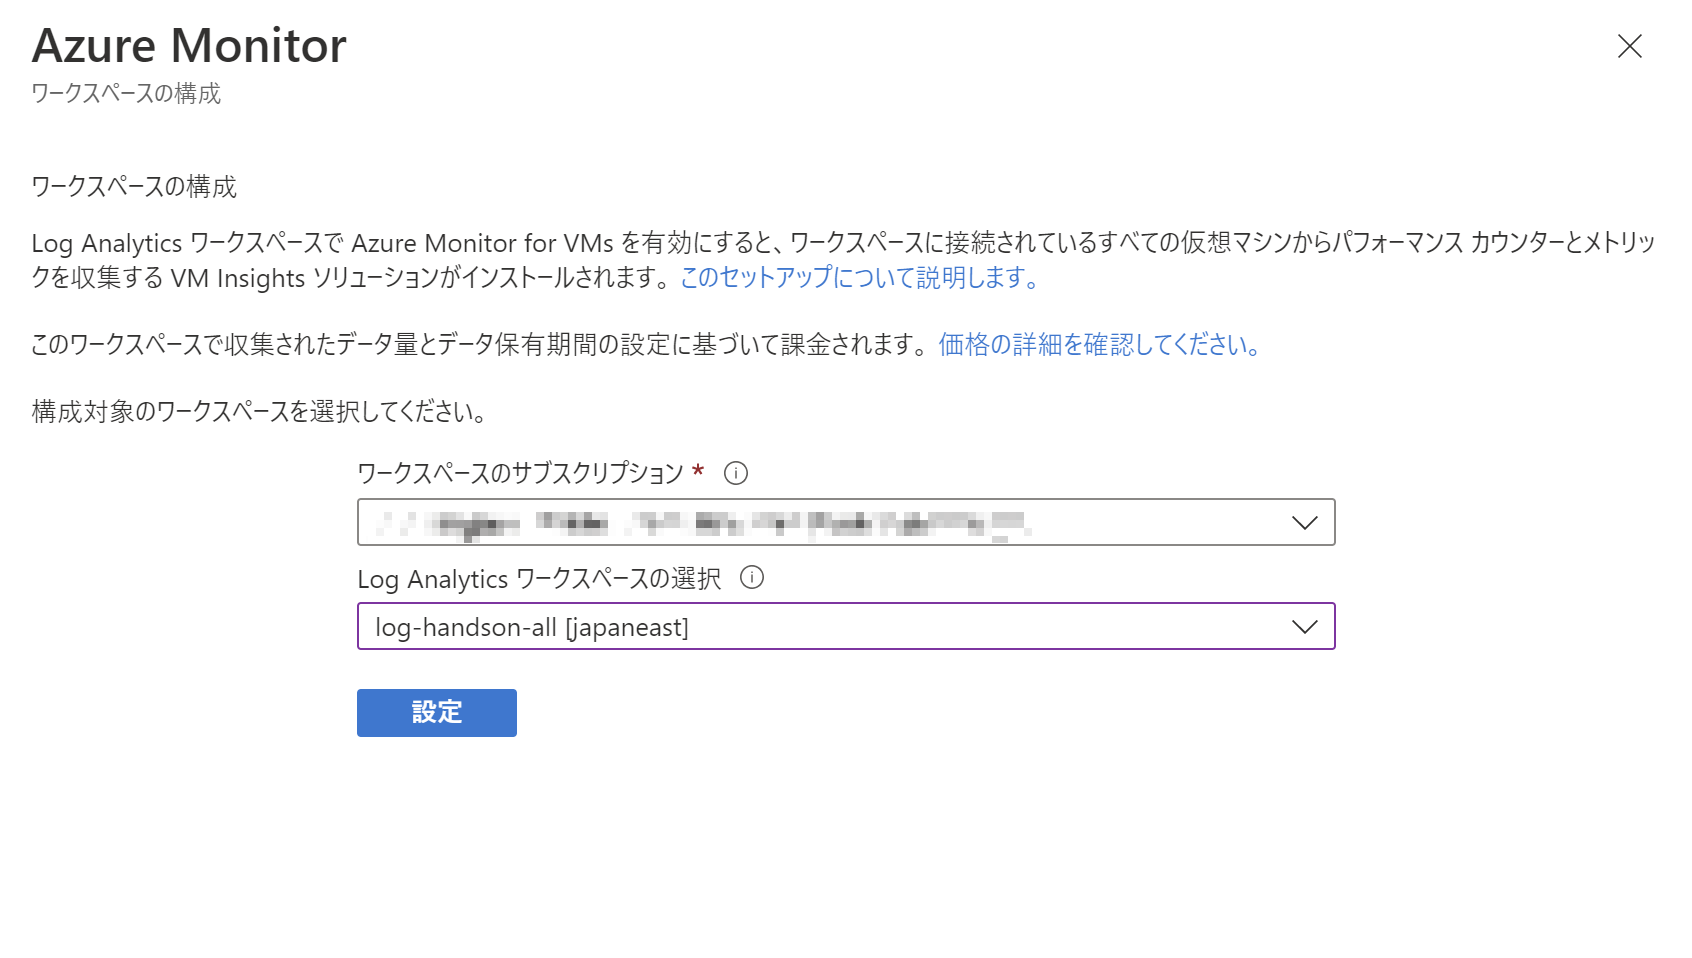 Azure Monitor
ワークスペースの構成
ワークスペースの構成
Log Analytics ワークスペースで Azure Monitor for VMs を有効にすると、ワークスペースに接続されているすべての仮想マシンからパフォーマンス カウンターとメトリッ
クを収集する VM Insights ソリューションがインストールされます。 このセットアップについて説明します。
このワークスペースで収集されたデータ量とデータ保有期間の設定に基づいて課金されます。 価格の詳細を確認してください。
構成対象のワークスペースを選択してください。
ワークスペースのサブスクリプション *
Log Analytics ワークスペースの選択
log-handson-all [japaneast]
設定